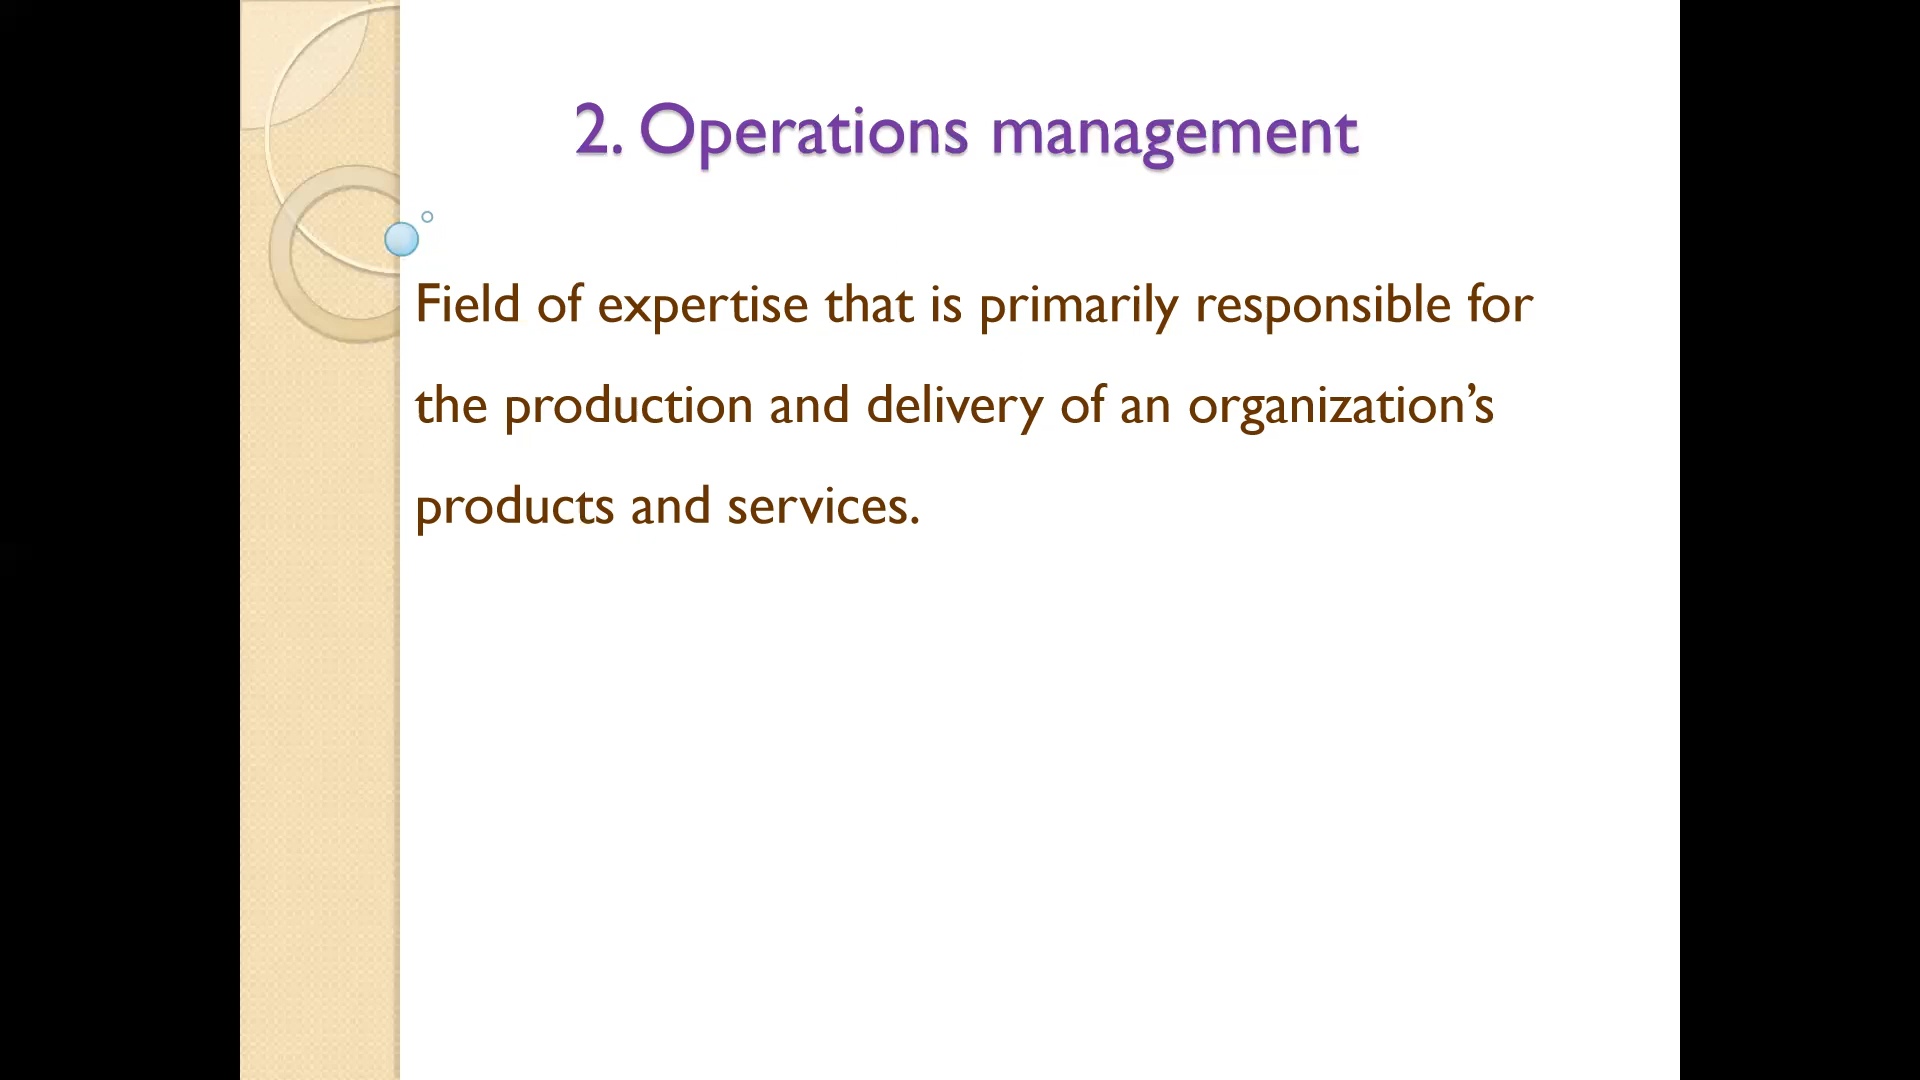 2. Operations management
Field of expertise that is primarily responsible for
the production and delivery of an organization’s
products and services.